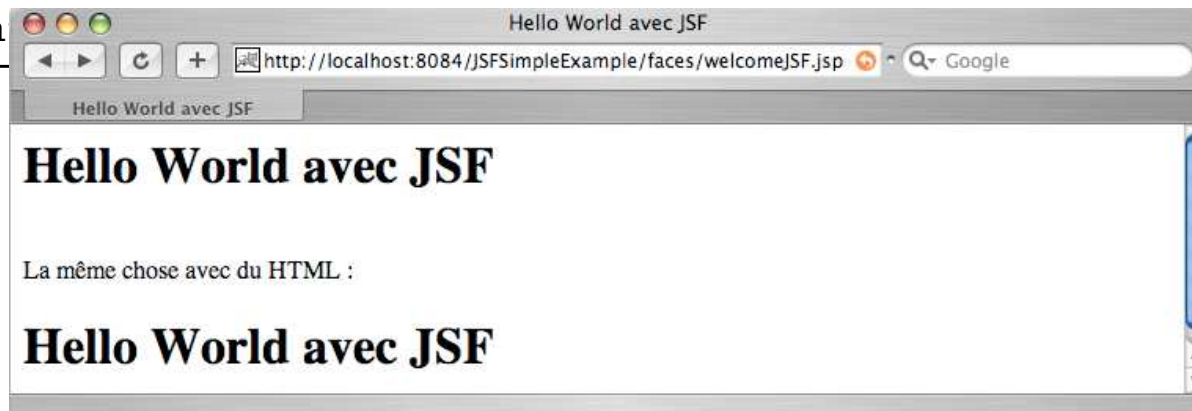 Hello World avec JSF
http://localhost:8084/JSFSimpleExample/faces/welcomeJSF.jsp Google
Hello World avec JSF
Hello World avec JSF
La même chose avec du HTML :
Hello World avec JSF